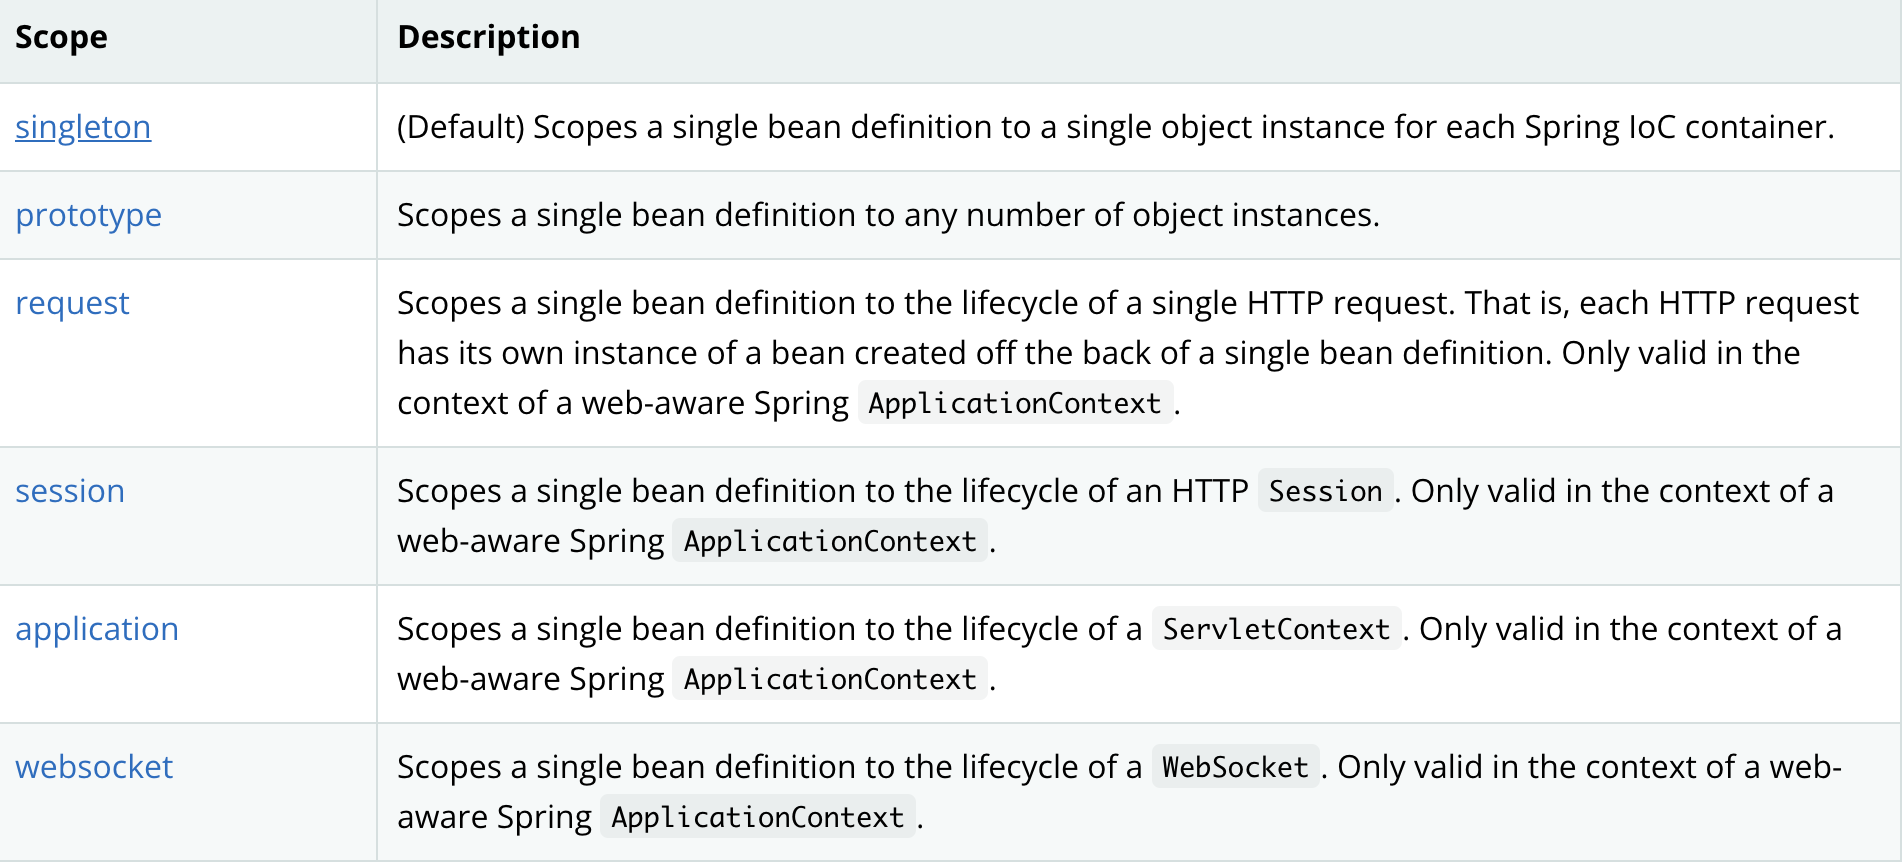 Scope Description
singleton (Default) Scopes a single bean definition to a single object instance for each Spring IoC container.
prototype Scopes a single bean definition to any number of object instances.
request Scopes a single bean definition to the lifecycle of a single HTTP request. That is, each HTTP request
has its own instance of a bean created off the back of a single bean definition. Only valid in the
context of a web-aware Spring ApplicationContext.
session Scopes a single bean definition to the lifecycle of an HTTP Session. Only valid in the context of a
web-aware Spring ApplicationContext.
application Scopes a single bean definition to the lifecycle of a ServletContext. Only valid in the context of a
web-aware Spring ApplicationContext.
websocket Scopes a single bean definition to the lifecycle of a WebSocket. Only valid in the context of a web-
aware Spring ApplicationContext.